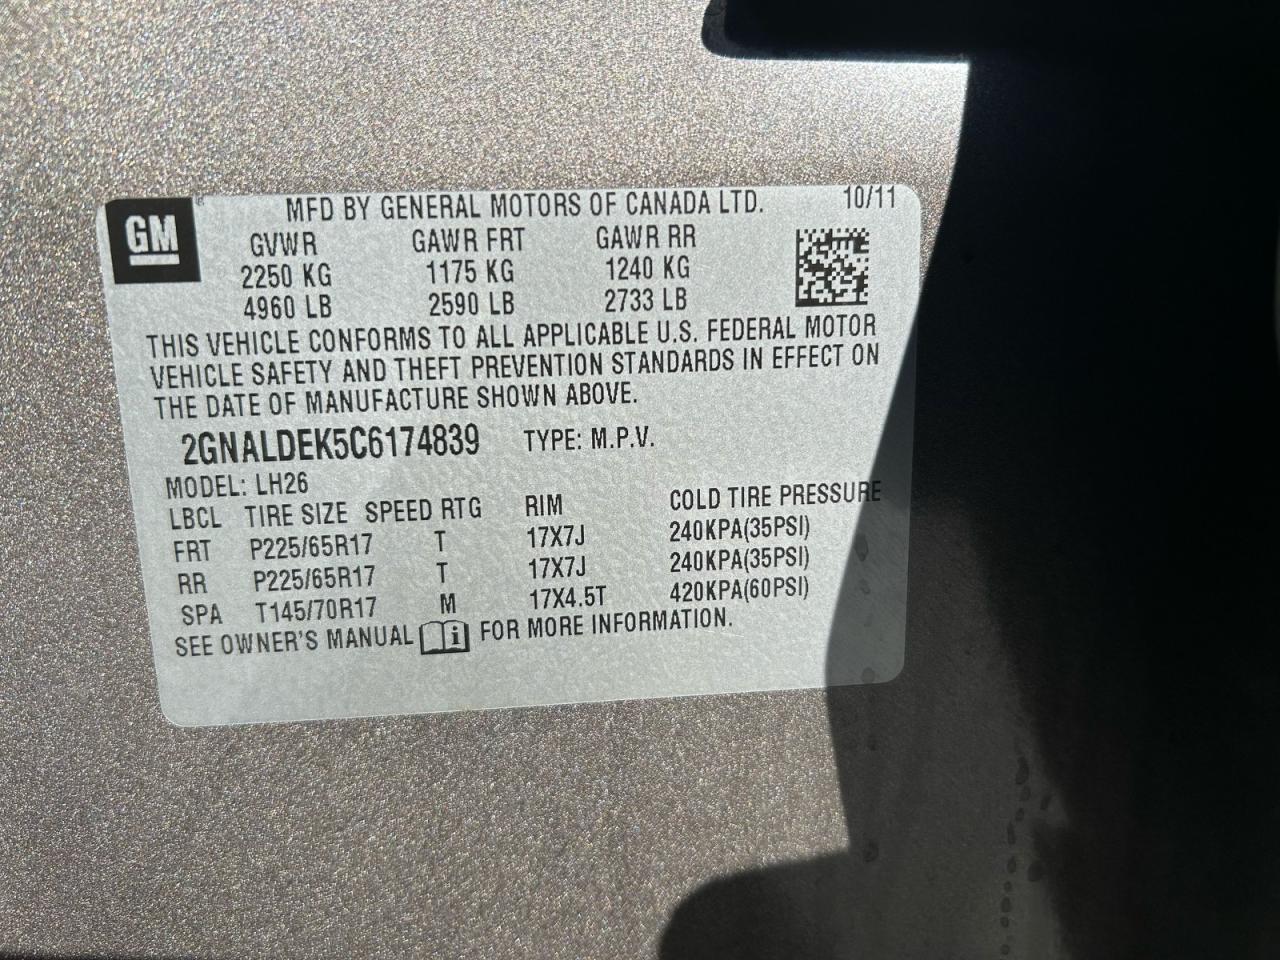 GM ® MFD BY GENERAL MOTORS OF CANADA LTD. 10/11
GVWR GAWR FRT GAWR RR
2250 KG 1175 KG 1240 KG
4960 LB 2590 LB 2733 LB
THIS VEHICLE CONFORMS TO ALL APPLICABLE U.S. FEDERAL MOTOR
VEHICLE SAFETY AND THEFT PREVENTION STANDARDS IN EFFECT ON
THE DATE OF MANUFACTURE SHOWN ABOVE.
2GNALDEK5C6174839 TYPE: M.P.V.
MODEL: LH26
LBCL TIRE SIZE SPEED RTG RIM COLD TIRE PRESSURE
FRT P225/65R17 T 17X7J 240KPA(35PSI)
RR P225/65R17 T 17X7J 240KPA(35PSI)
SPA T145/70R17 M 17X4.5T 420KPA(60PSI)
SEE OWNER'S MANUAL i FOR MORE INFORMATION.